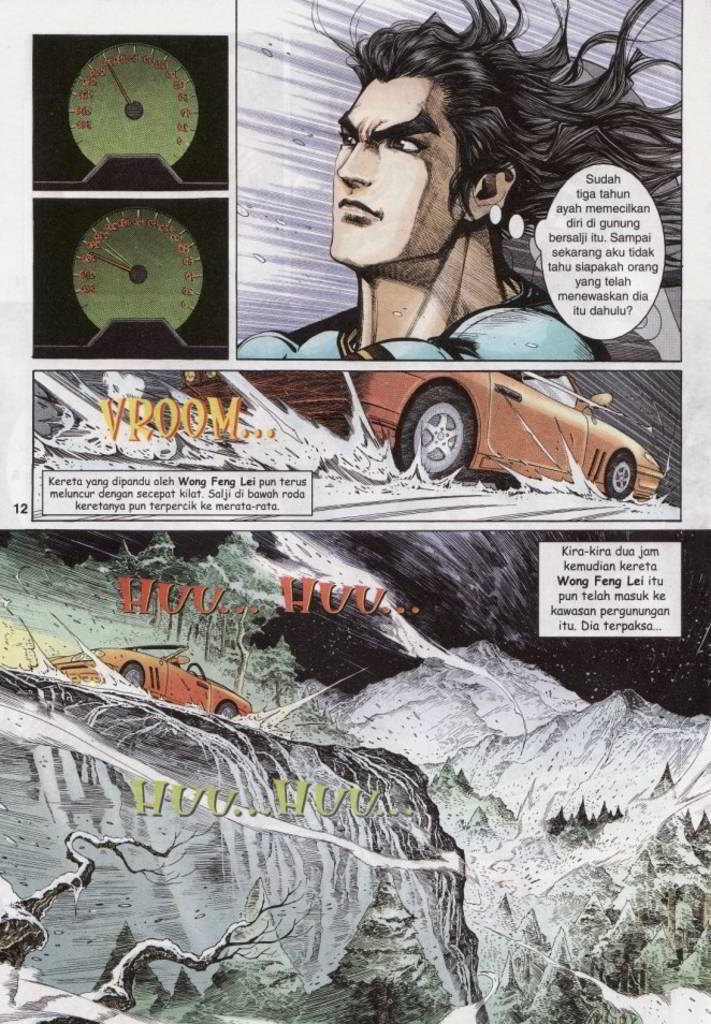 Sudah
tiga tahun
ayah memecilkan
diri di gunung
bersalji itu. Sampai
sekarang aku tidak
tahu siapakah orang
yang telah
menewaskan dia
itu dahulu?
VROOM...
Kereta yang dipandu oleh Wong Feng Lei pun terus
meluncur dengan secepat kilat. Salji di bawah roda
keretanya pun terpercik ke merata-rata.
12
Kira-kira dua jam
kemudian kereta
Wong Feng Lei itu
pun telah masuk ke
kawasan pergunungan
itu. Dia terpaksa...
HUU... HUU...
HUU...HUU...